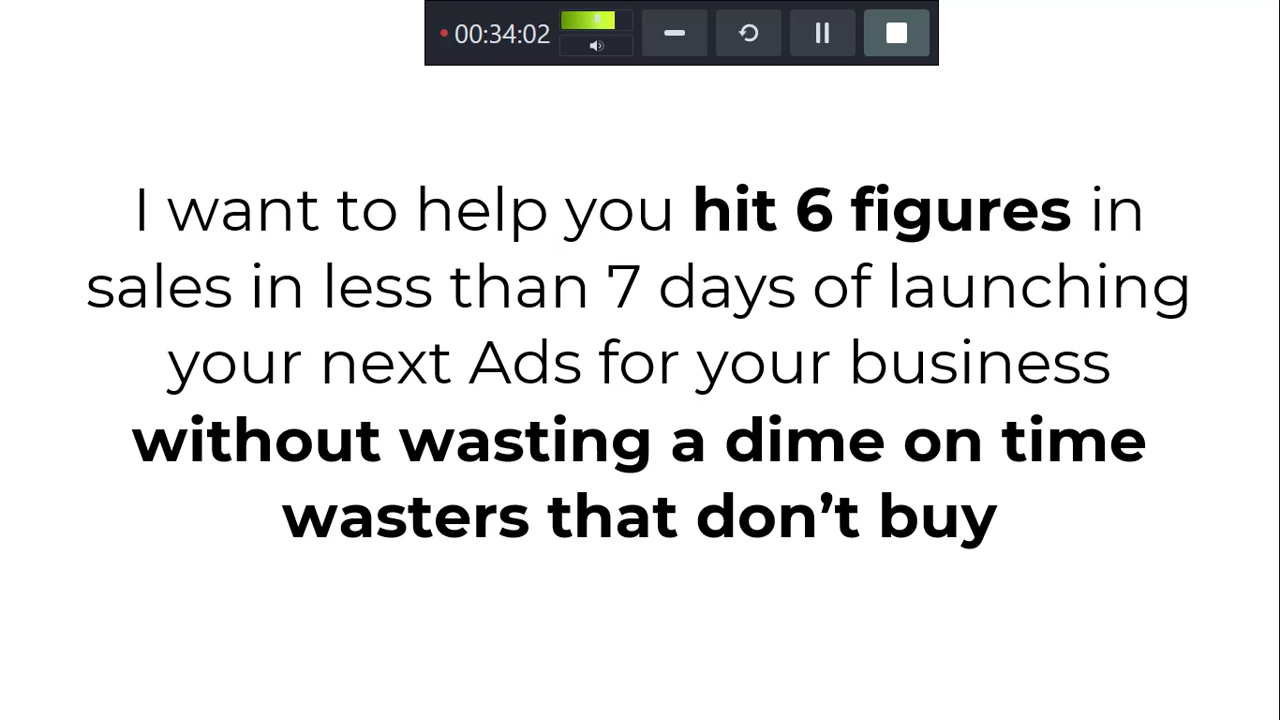 00:34:02
I want to help you hit 6 figures in
sales in less than 7 days of launching
your next Ads for your business
without wasting a dime on time
wasters that don’t buy